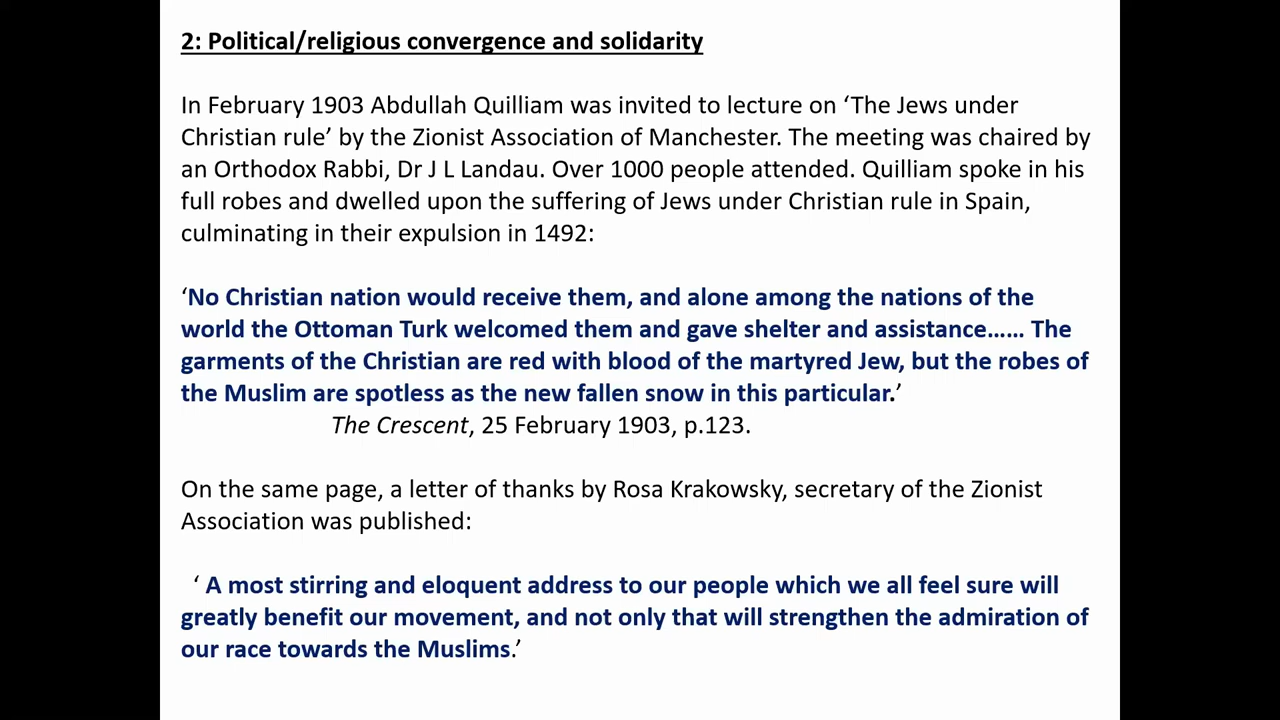 2: Political/religious convergence and solidarity
In February 1903 Abdullah Quilliam was invited to lecture on ‘The Jews under
Christian rule’ by the Zionist Association of Manchester. The meeting was chaired by
an Orthodox Rabbi, Dr J L Landau. Over 1000 people attended. Quilliam spoke in his
full robes and dwelled upon the suffering of Jews under Christian rule in Spain,
culminating in their expulsion in 1492:
‘No Christian nation would receive them, and alone among the nations of the
world the Ottoman Turk welcomed them and gave shelter and assistance…… The
garments of the Christian are red with blood of the martyred Jew, but the robes of
the Muslim are spotless as the new fallen snow in this particular.’
The Crescent, 25 February 1903, p.123.
On the same page, a letter of thanks by Rosa Krakowsky, secretary of the Zionist
Association was published:
‘ A most stirring and eloquent address to our people which we all feel sure will
greatly benefit our movement, and not only that will strengthen the admiration of
our race towards the Muslims.’